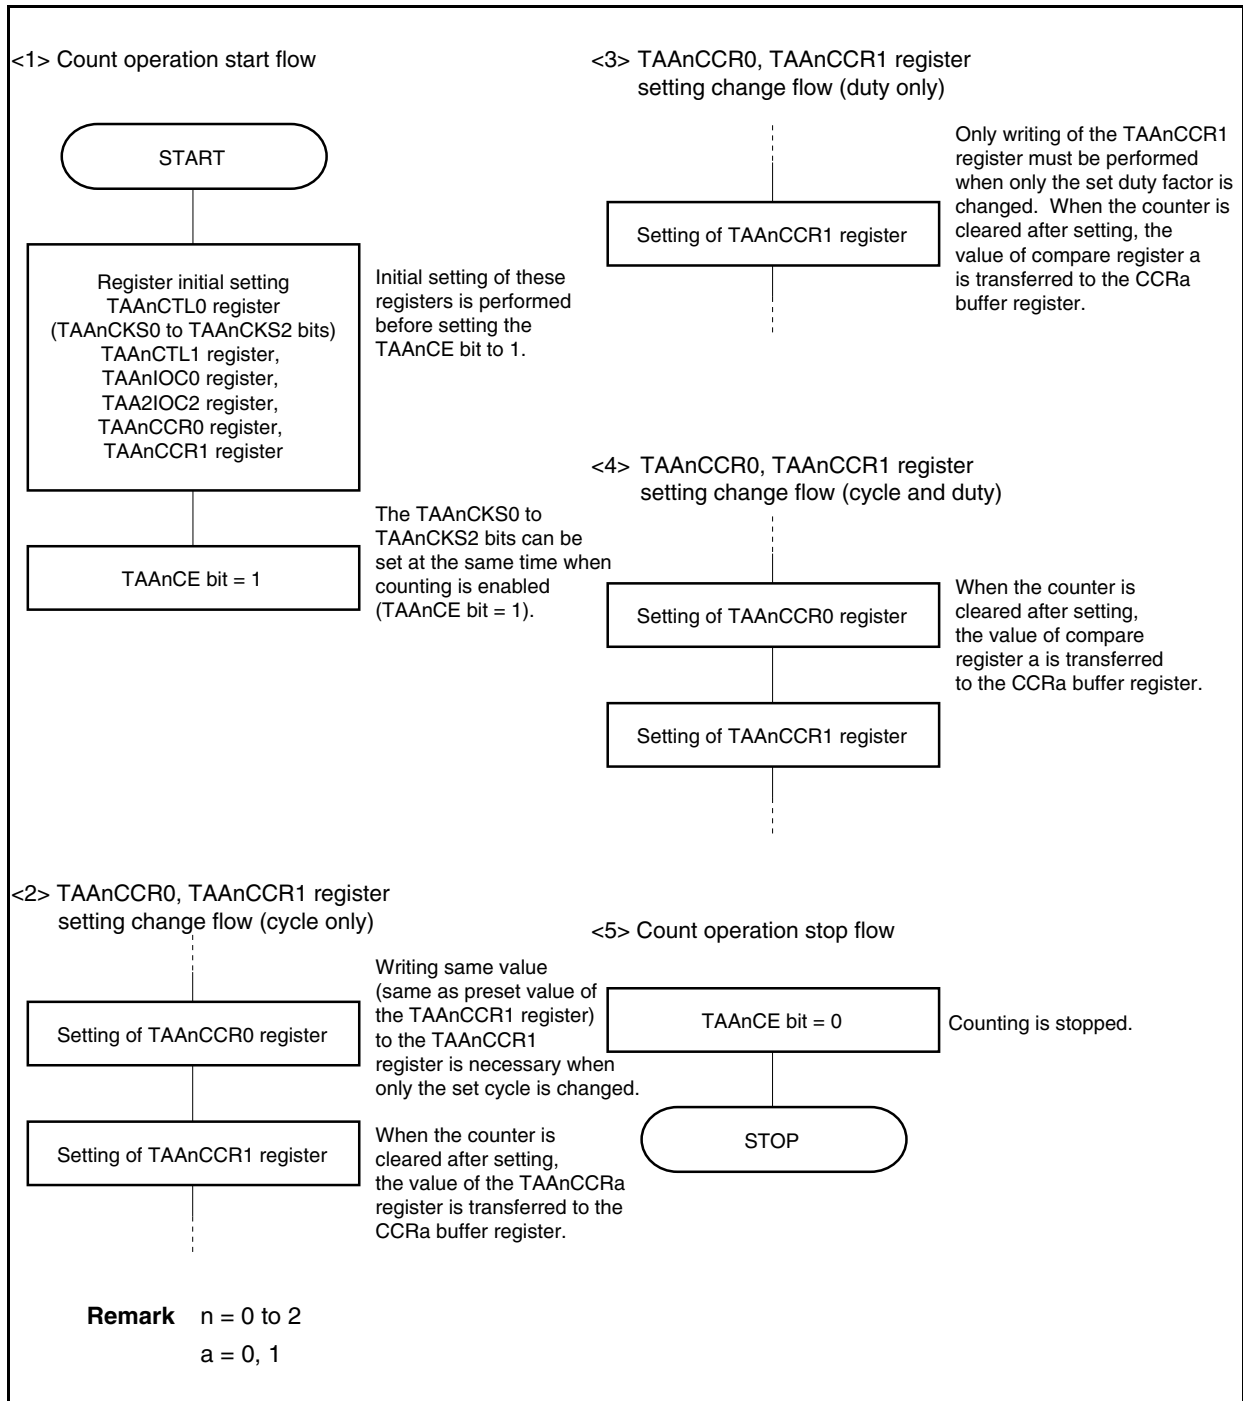 <1> Count operation start flow
START
Register initial setting
TAAnCTL0 register
(TAAnCKS0 to TAAnCKS2 bits)
TAAnCTL1 register,
TAAnIOC0 register,
TAA2IOC2 register,
TAAnCCR0 register,
TAAnCCR1 register
Initial setting of these
registers is performed
before setting the
TAAnCE bit to 1.
TAAnCE bit = 1
The TAAnCKS0 to
TAAnCKS2 bits can be
set at the same time when
counting is enabled
(TAAnCE bit = 1).
<2> TAAnCCR0, TAAnCCR1 register
setting change flow (cycle only)
Setting of TAAnCCR0 register
Writing same value
(same as preset value of
the TAAnCCR1 register)
to the TAAnCCR1
register is necessary when
only the set cycle is changed.
Setting of TAAnCCR1 register
When the counter is
cleared after setting,
the value of the TAAnCCRa
register is transferred to the
CCRa buffer register.
<3> TAAnCCR0, TAAnCCR1 register
setting change flow (duty only)
Setting of TAAnCCR1 register
Only writing of the TAAnCCR1
register must be performed
when only the set duty factor is
changed. When the counter is
cleared after setting, the
value of compare register a
is transferred to the CCRa
buffer register.
<4> TAAnCCR0, TAAnCCR1 register
setting change flow (cycle and duty)
Setting of TAAnCCR0 register
When the counter is
cleared after setting,
the value of compare
register a is transferred
to the CCRa buffer register.
Setting of TAAnCCR1 register
<5> Count operation stop flow
TAAnCE bit = 0
Counting is stopped.
STOP
Remark n = 0 to 2
a = 0, 1